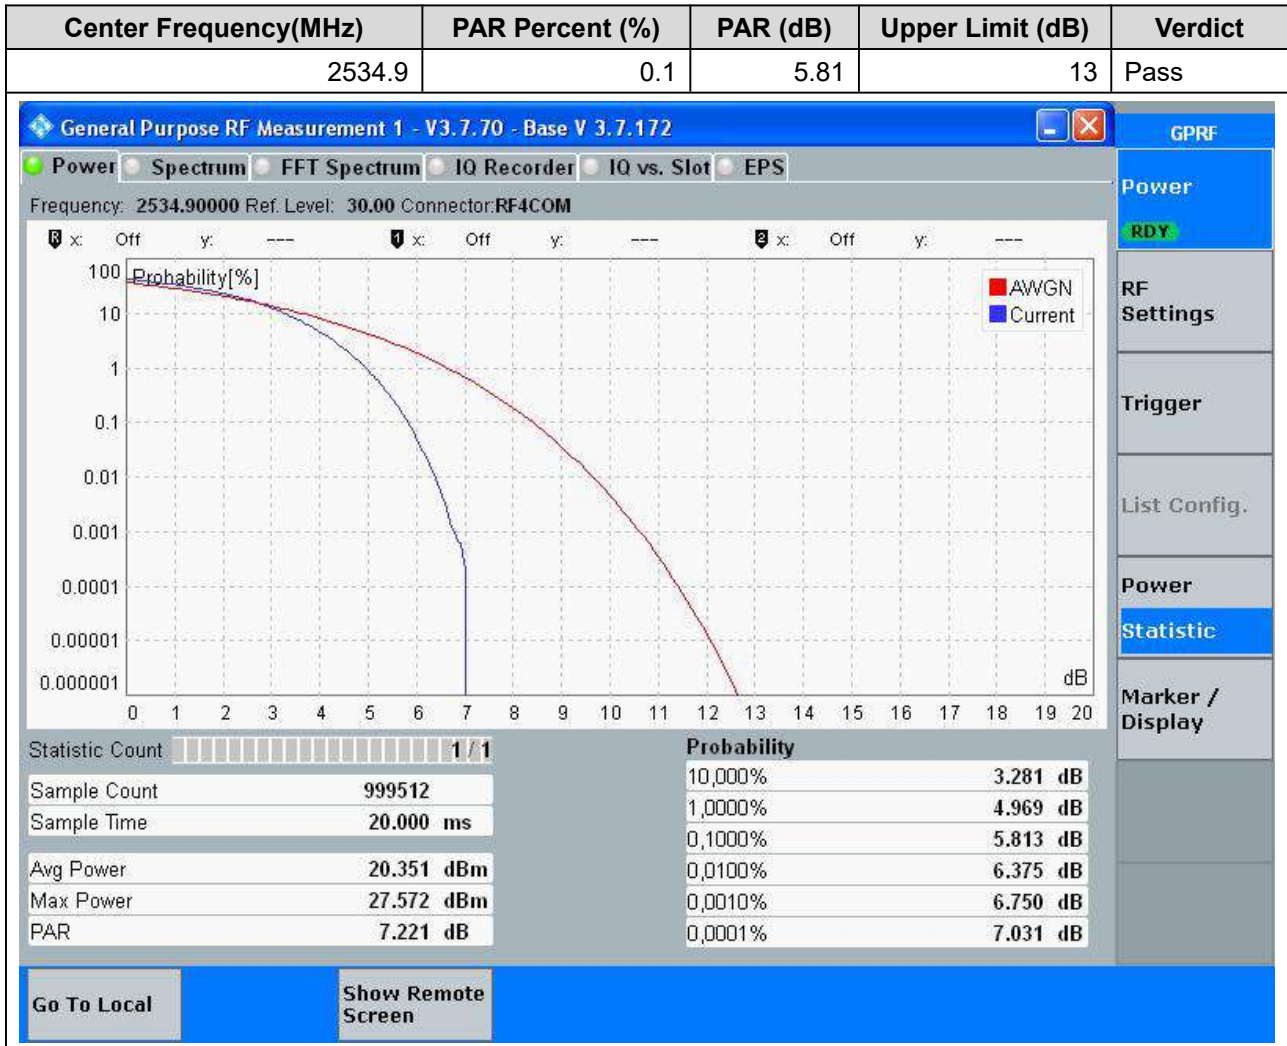 Center Frequency(MHz) PAR Percent (%) PAR (dB) Upper Limit (dB) Verdict
2534.9 0.1 5.81 13 Pass
General Purpose RF Measurement 1 - V3.7.70 - Base V 3.7.172
GPRF
Power Spectrum FFT Spectrum IQ Recorder IQ vs. Slot EPS
Frequency: 2534.90000 Ref. Level: 30.00 Connector:RF4COM
R x: Off y: --- 1 x: Off y: --- 2 x: Off y: ---
Probability[%]
AWGN
Current
100
10
1
0.1
0.01
0.001
0.0001
0.00001
0.000001
dB
0 1 2 3 4 5 6 7 8 9 10 11 12 13 14 15 16 17 18 19 20
Statistic Count 1 / 1
Sample Count 999512
Sample Time 20.000 ms
Avg Power 20.351 dBm
Max Power 27.572 dBm
PAR 7.221 dB
Probability
10,000% 3.281 dB
1,0000% 4.969 dB
0,1000% 5.813 dB
0,0100% 6.375 dB
0,0010% 6.750 dB
0,0001% 7.031 dB
Power
RDY
RF
Settings
Trigger
List Config.
Power
Statistic
Marker /
Display
Go To Local
Show Remote
Screen